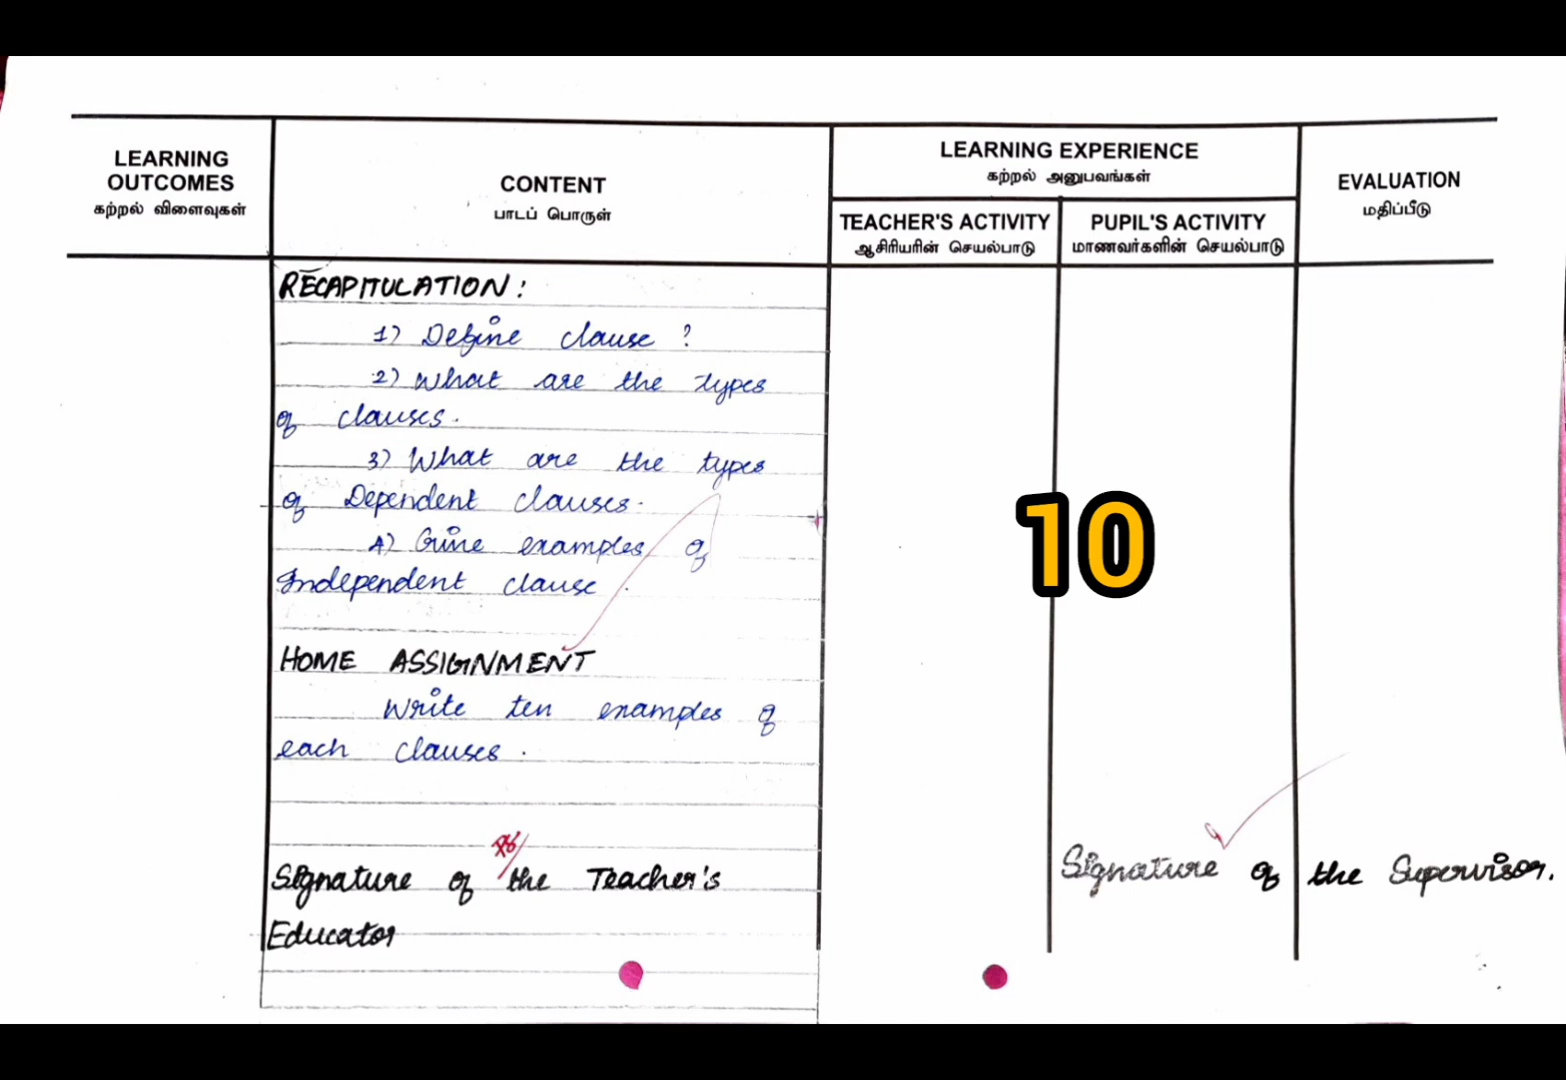 LEARNING
OUTCOMES
கற்றல் விளைவுகள்
CONTENT
பாடப் பொருள்
LEARNING EXPERIENCE
கற்றல் அனுபவங்கள்
TEACHER'S ACTIVITY
ஆசிரியரின் செயல்பாடு
PUPIL'S ACTIVITY
மாணவர்களின் செயல்பாடு
EVALUATION
மதிப்பீடு
RECAPITULATION :
1) Define clause ?
2) What are the types
of clauses.
3) What are the types
of Dependent clauses.
4) Give examples of
Independent clause .
10
HOME ASSIGNMENT
Write ten examples of
each clauses .
Signature of the Teacher's
Educator
Signature of the Supervisor.